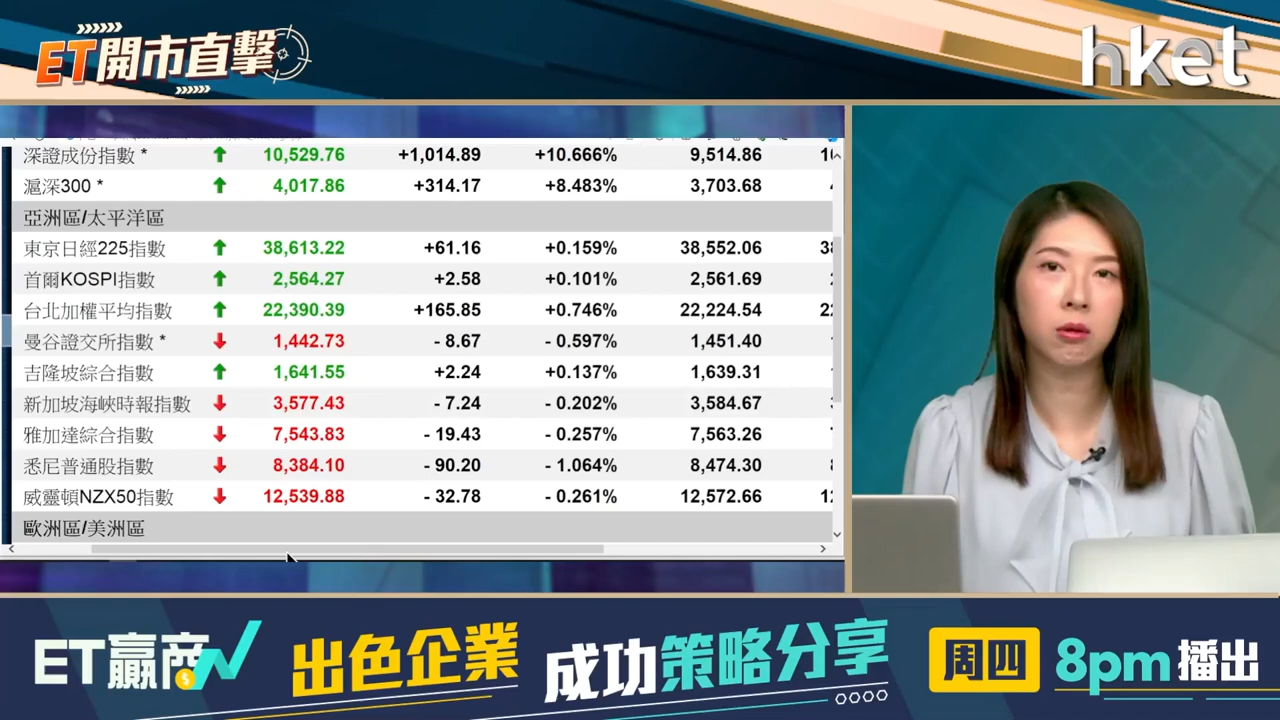 ET開市直擊
hket
深證成份指數 * 10,529.76 +1,014.89 +10.666% 9,514.86
滬深300 * 4,017.86 +314.17 +8.483% 3,703.68
亞洲區/太平洋區
東京日經225指數 38,613.22 +61.16 +0.159% 38,552.06
首爾KOSPI指數 2,564.27 +2.58 +0.101% 2,561.69
台北加權平均指數 22,390.39 +165.85 +0.746% 22,224.54
曼谷證交所指數 * 1,442.73 - 8.67 - 0.597% 1,451.40
吉隆坡綜合指數 1,641.55 +2.24 +0.137% 1,639.31
新加坡海峽時報指數 3,577.43 - 7.24 - 0.202% 3,584.67
雅加達綜合指數 7,543.83 - 19.43 - 0.257% 7,563.26
悉尼普通股指數 8,384.10 - 90.20 - 1.064% 8,474.30
威靈頓NZX50指數 12,539.88 - 32.78 - 0.261% 12,572.66
歐洲區/美洲區
ET贏商 出色企業 成功策略分享 周四 8pm播出